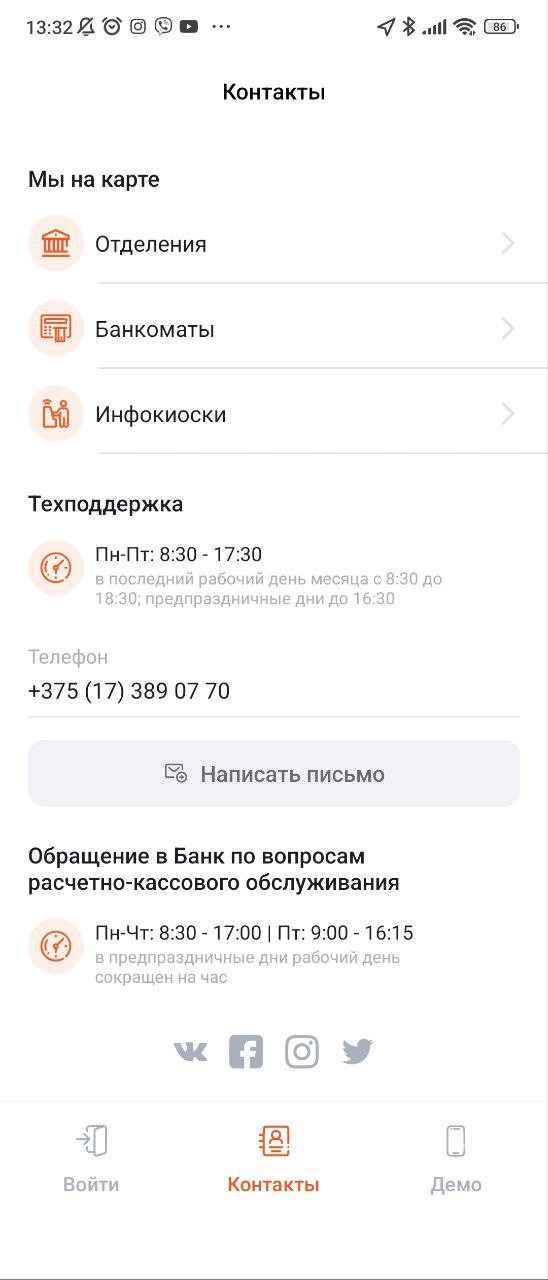 13:32
86
Контакты
Мы на карте
Отделения
Банкоматы
Инфокиоски
Техподдержка
Пн-Пт: 8:30 - 17:30
в последний рабочий день месяца с 8:30 до
18:30; предпраздничные дни до 16:30
Телефон
+375 (17) 389 07 70
Написать письмо
Обращение в Банк по вопросам
расчетно-кассового обслуживания
Пн-Чт: 8:30 - 17:00 | Пт: 9:00 - 16:15
в предпраздничные дни рабочий день
сокращен на час
Войти
Контакты
Демо